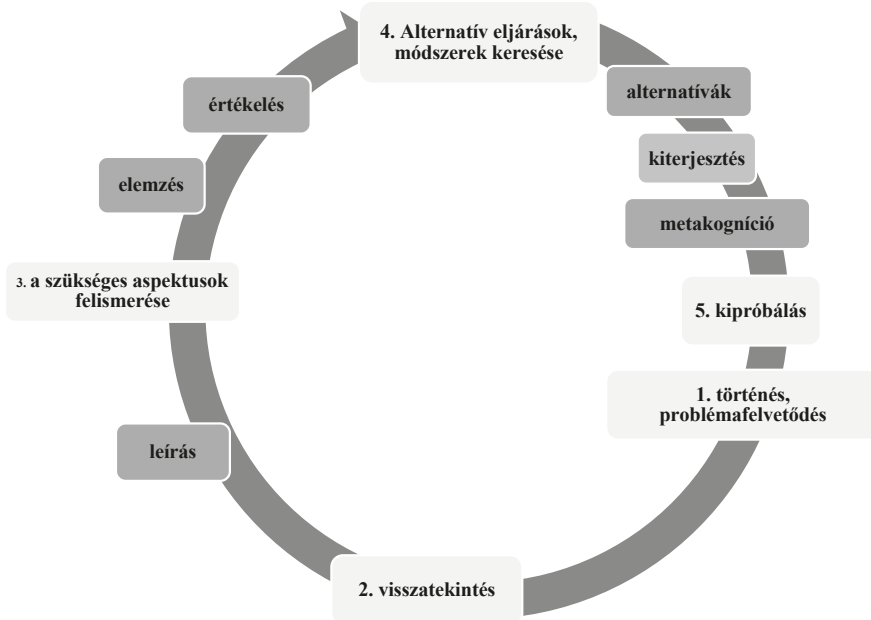 4. Alternatív eljárások,
módszerek keresése
alternatívák
kiterjesztés
metakogníció
5. kipróbálás
1. történés,
problémafelvetődés
2. visszatekintés
leírás
3. a szükséges aspektusok
felismerése
elemzés
értékelés